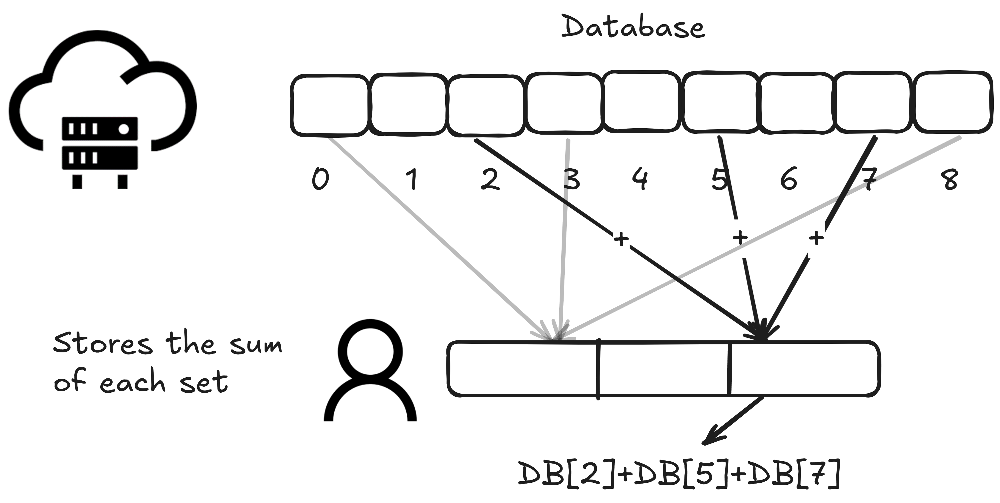 Database
0 1 2 3 4 5 6 7 8
+ + +
Stores the sum
of each set
DB[2]+DB[5]+DB[7]